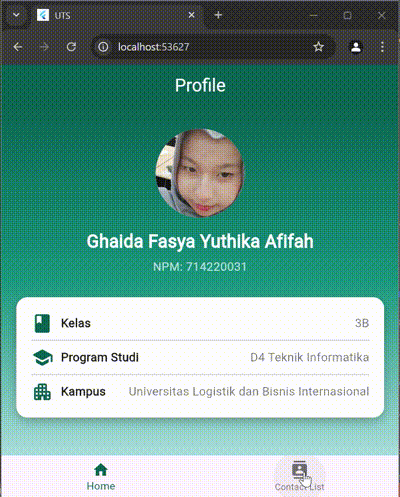 UTS
localhost:53627
Profile
Ghaida Fasya Yuthika Afifah
NPM: 714220031
Kelas 3B
Program Studi D4 Teknik Informatika
Kampus Universitas Logistik dan Bisnis Internasional
Home Contact List